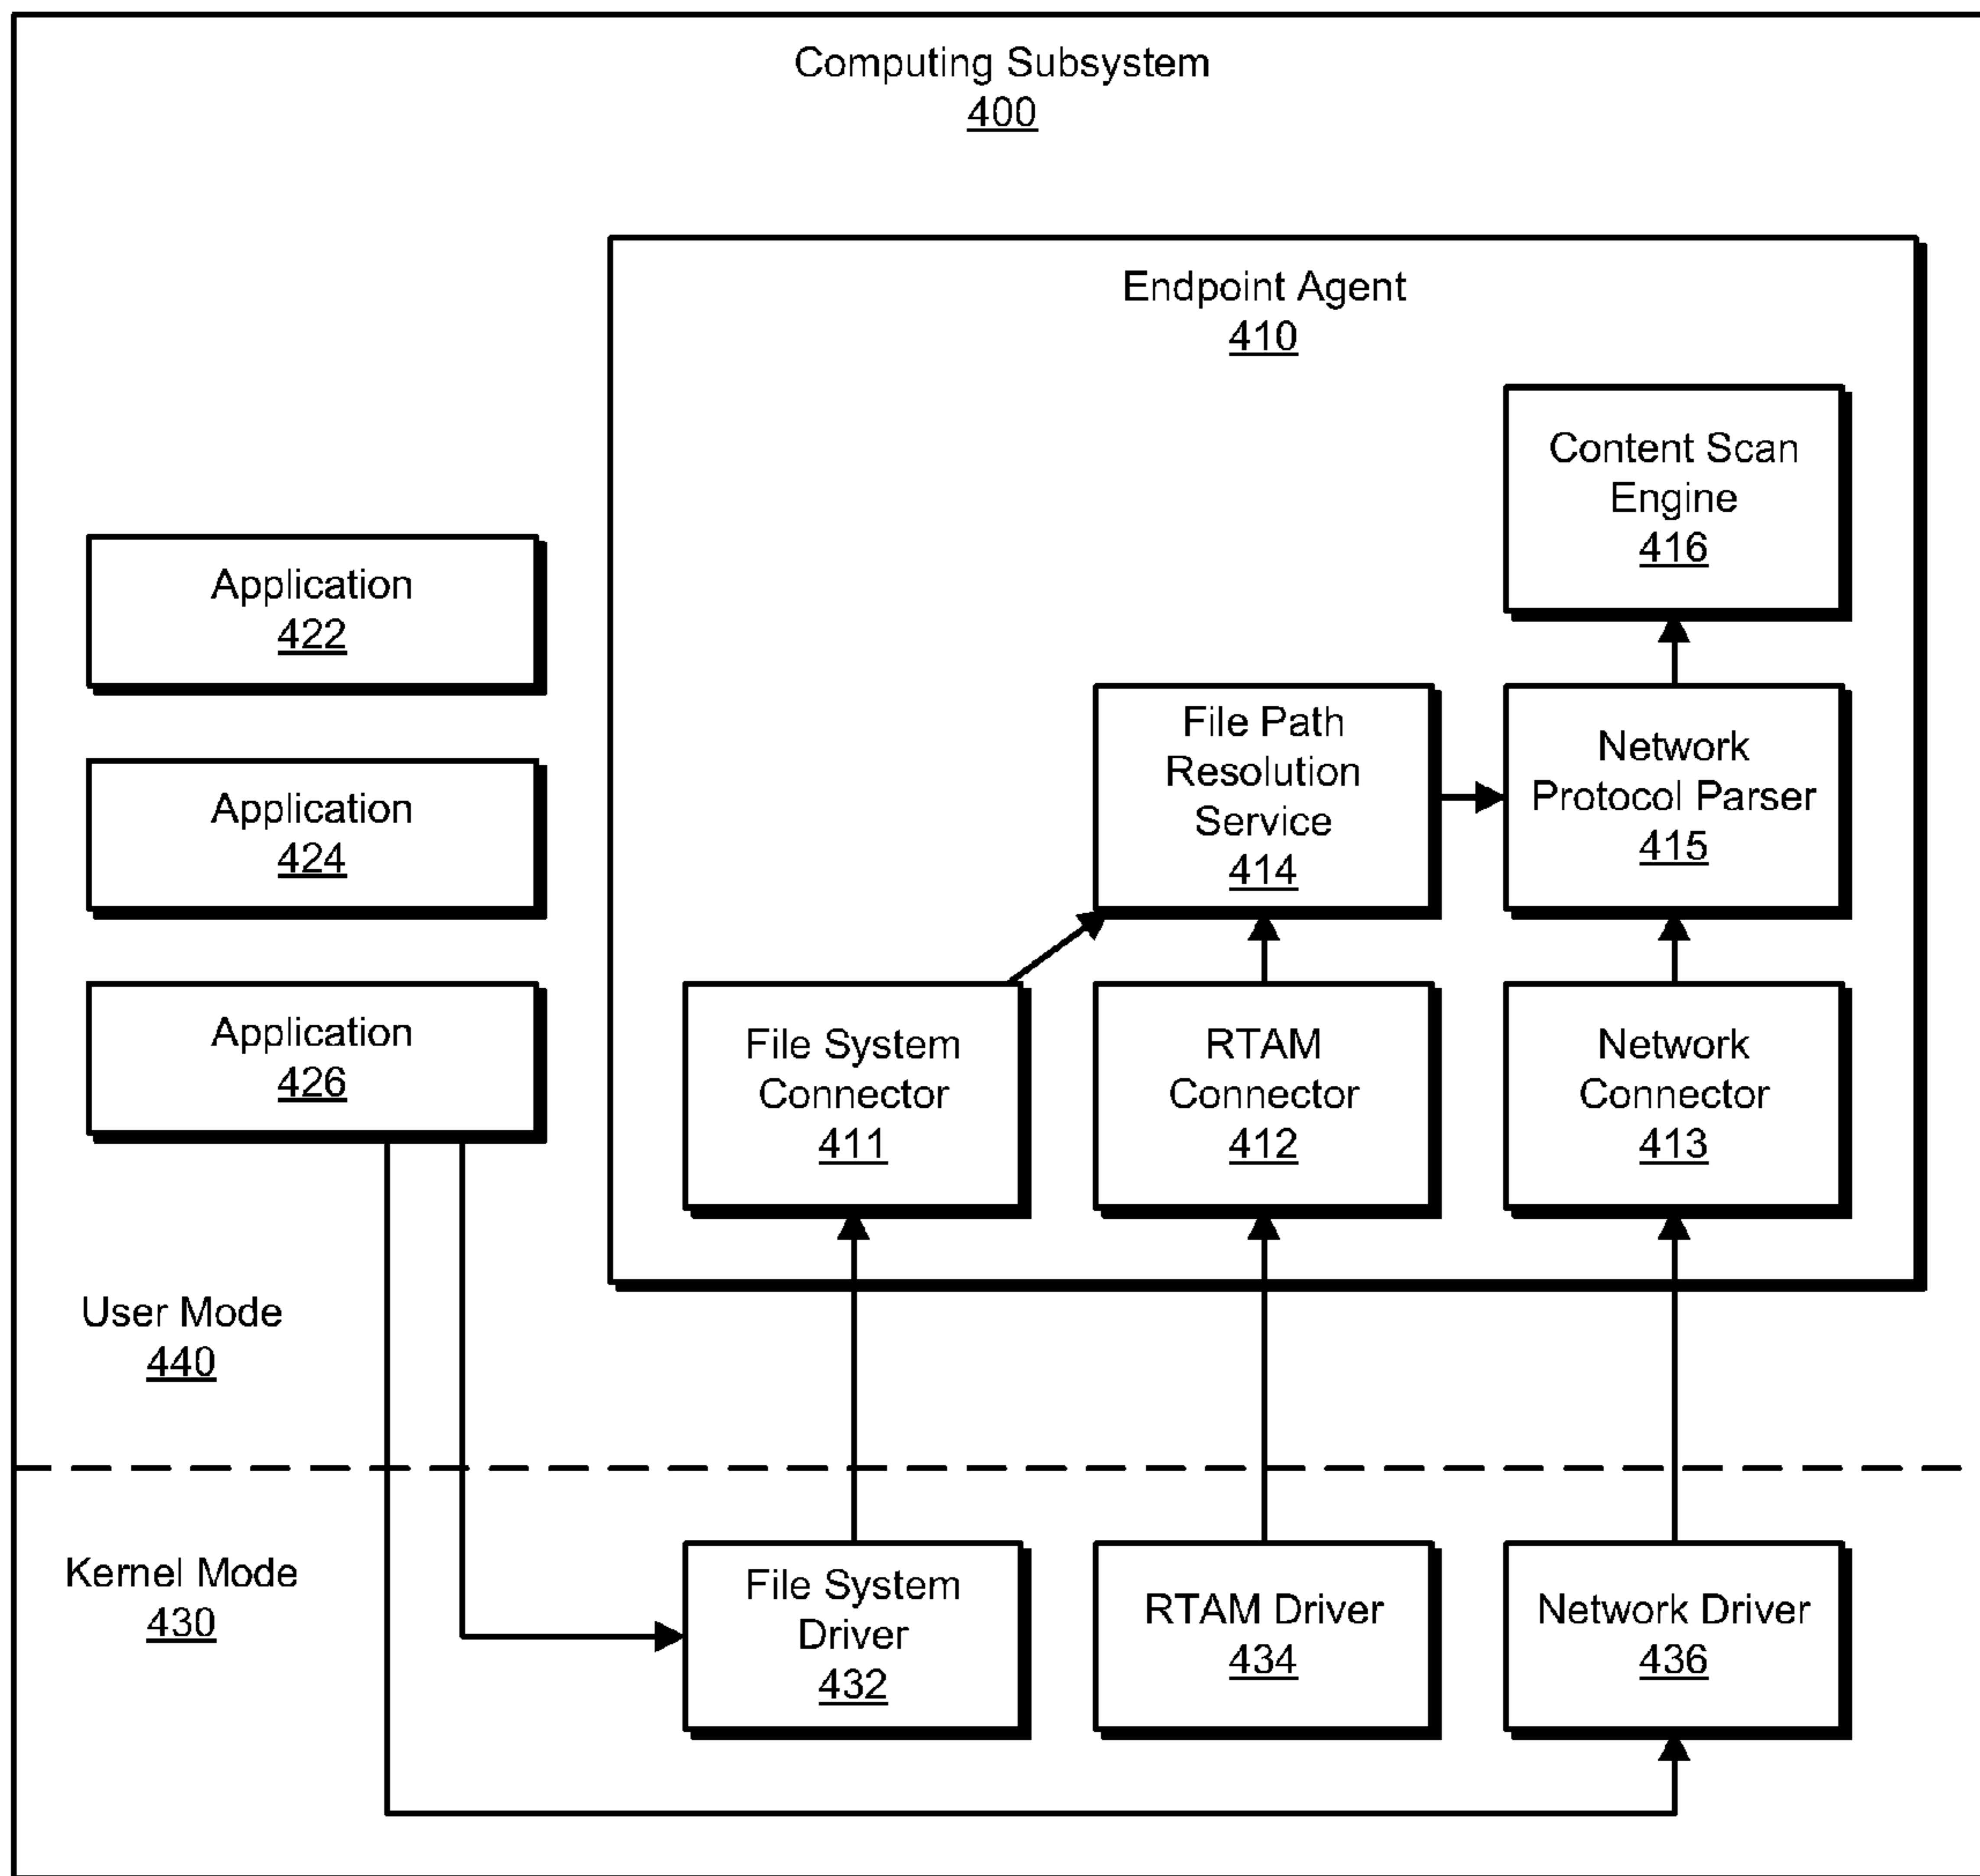 Computing Subsystem
400
Endpoint Agent
410
Content Scan
Engine
416
Application
422
File Path
Resolution
Service
414
Network
Protocol Parser
415
Application
424
Application
426
File System
Connector
411
RTAM
Connector
412
Network
Connector
413
User Mode
440
Kernel Mode
430
File System
Driver
432
RTAM Driver
434
Network Driver
436